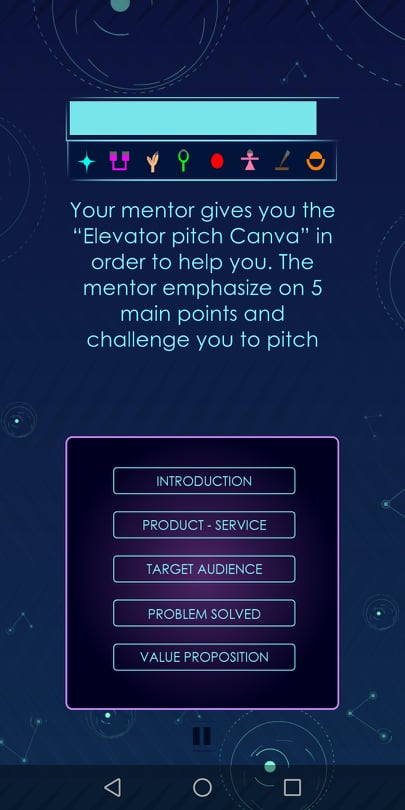 Your mentor gives you the
“Elevator pitch Canva” in
order to help you. The
mentor emphasize on 5
main points and
challenge you to pitch
INTRODUCTION
PRODUCT - SERVICE
TARGET AUDIENCE
PROBLEM SOLVED
VALUE PROPOSITION